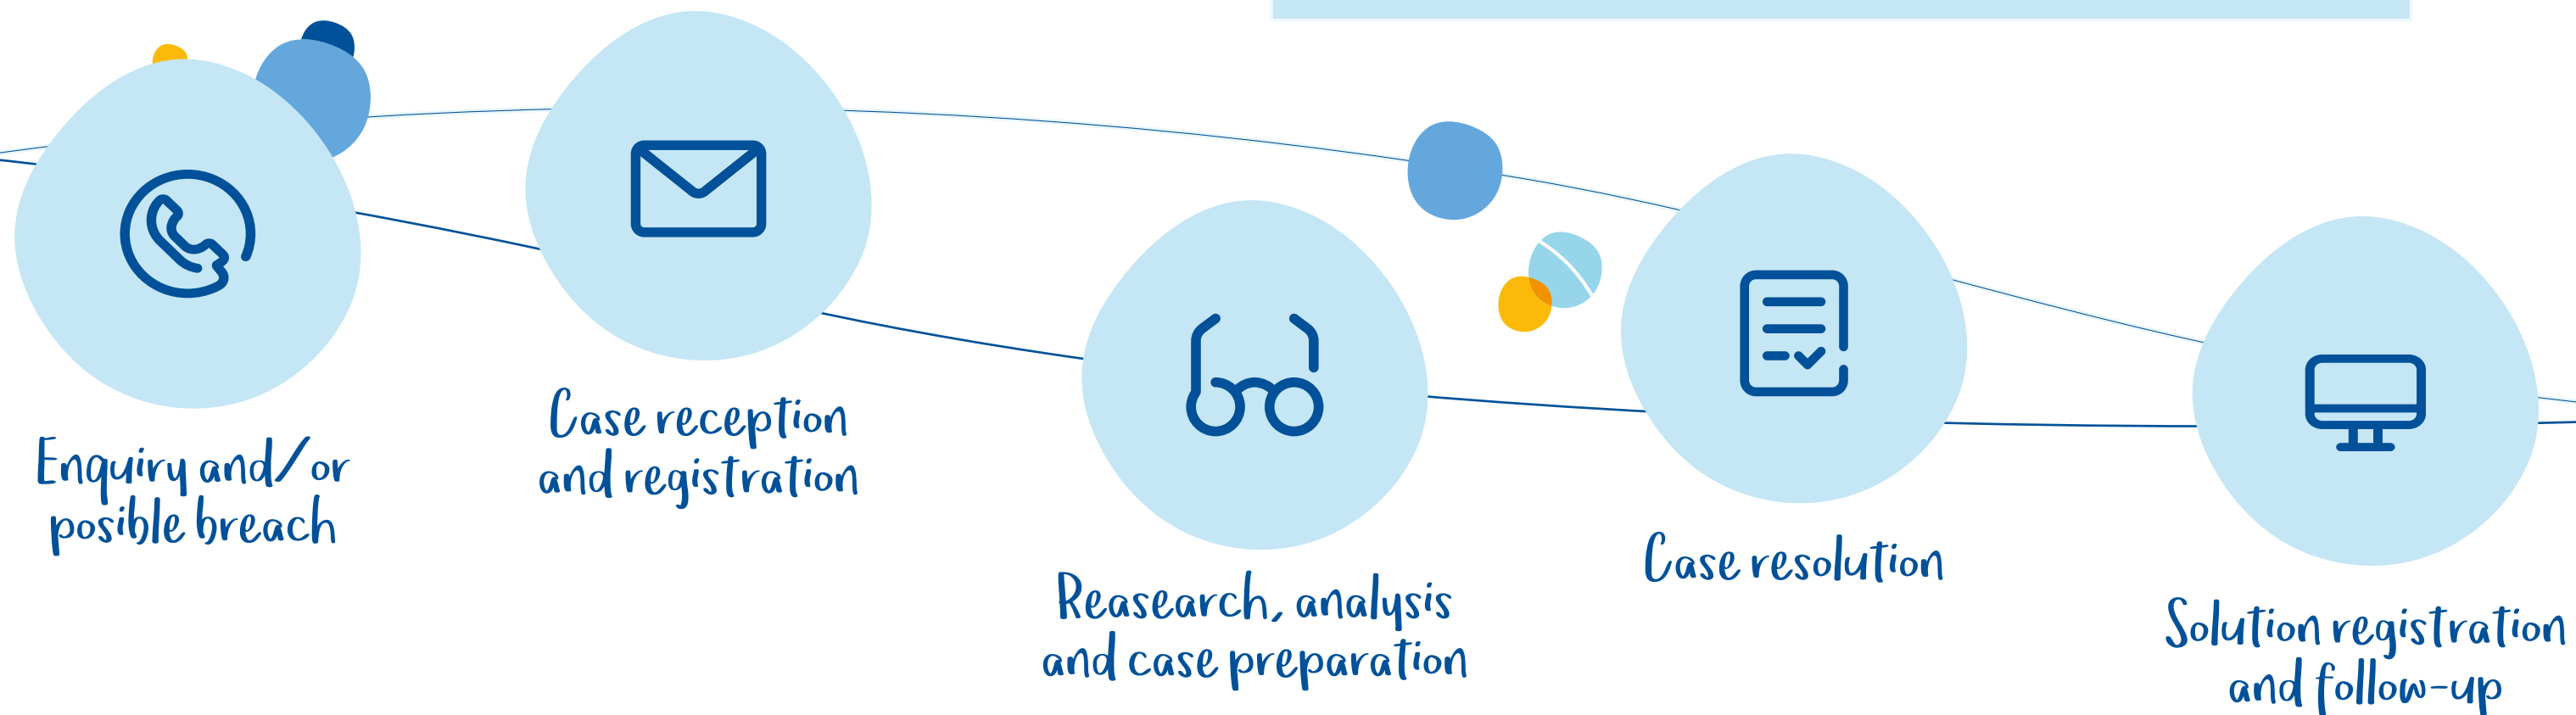 Enquiry and/or
posible breach
Case reception
and registration
Reasearch, analysis
and case preparation
Case resolution
Solution registration
and follow-up